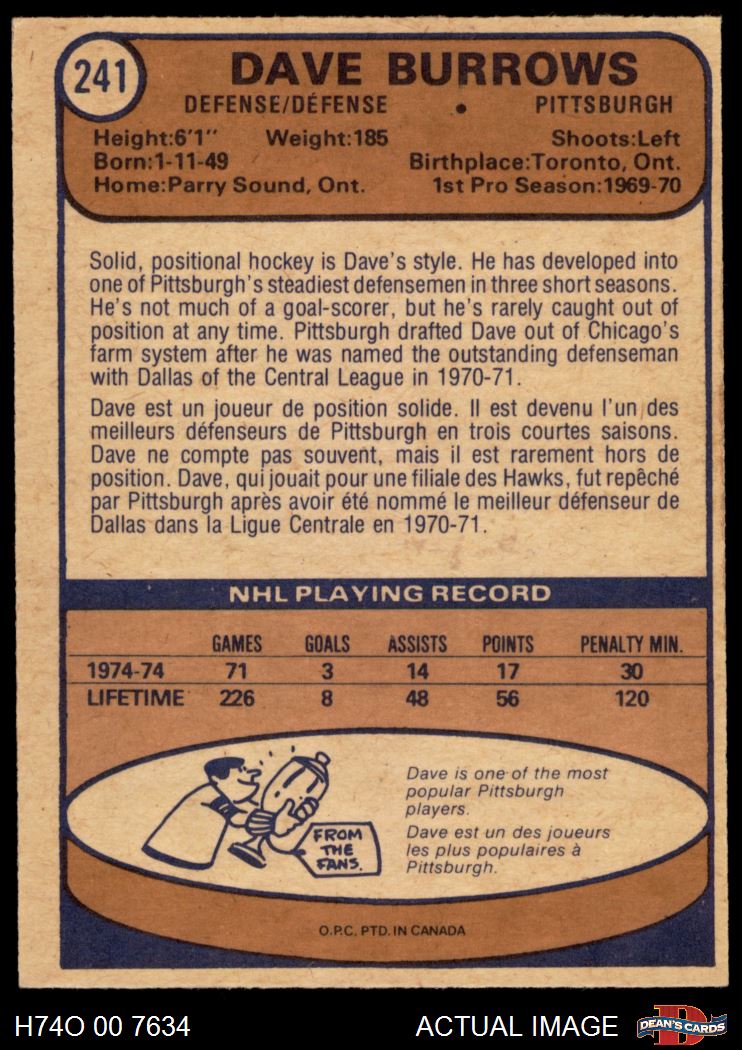 241
DAVE BURROWS
DEFENSE/DÉFENSE • PITTSBURGH
Height:6'1" Weight:185 Shoots:Left
Born:1-11-49 Birthplace:Toronto, Ont.
Home:Parry Sound, Ont. 1st Pro Season:1969-70
Solid, positional hockey is Dave's style. He has developed into
one of Pittsburgh's steadiest defensemen in three short seasons.
He's not much of a goal-scorer, but he's rarely caught out of
position at any time. Pittsburgh drafted Dave out of Chicago's
farm system after he was named the outstanding defenseman
with Dallas of the Central League in 1970-71.
Dave est un joueur de position solide. Il est devenu l'un des
meilleurs défenseurs de Pittsburgh en trois courtes saisons.
Dave ne compte pas souvent, mais il est rarement hors de
position. Dave, qui jouait pour une filiale des Hawks, fut repêché
par Pittsburgh après avoir été nommé le meilleur défenseur de
Dallas dans la Ligue Centrale en 1970-71.
NHL PLAYING RECORD
GAMES GOALS ASSISTS POINTS PENALTY MIN.
1974-74 71 3 14 17 30
LIFETIME 226 8 48 56 120
Dave is one of the most
popular Pittsburgh
players.
Dave est un des joueurs
les plus populaires à
Pittsburgh.
FROM
THE
FANS.
O.P.C. PTD. IN CANADA
H74O 00 7634 ACTUAL IMAGE DEAN'S CARDS